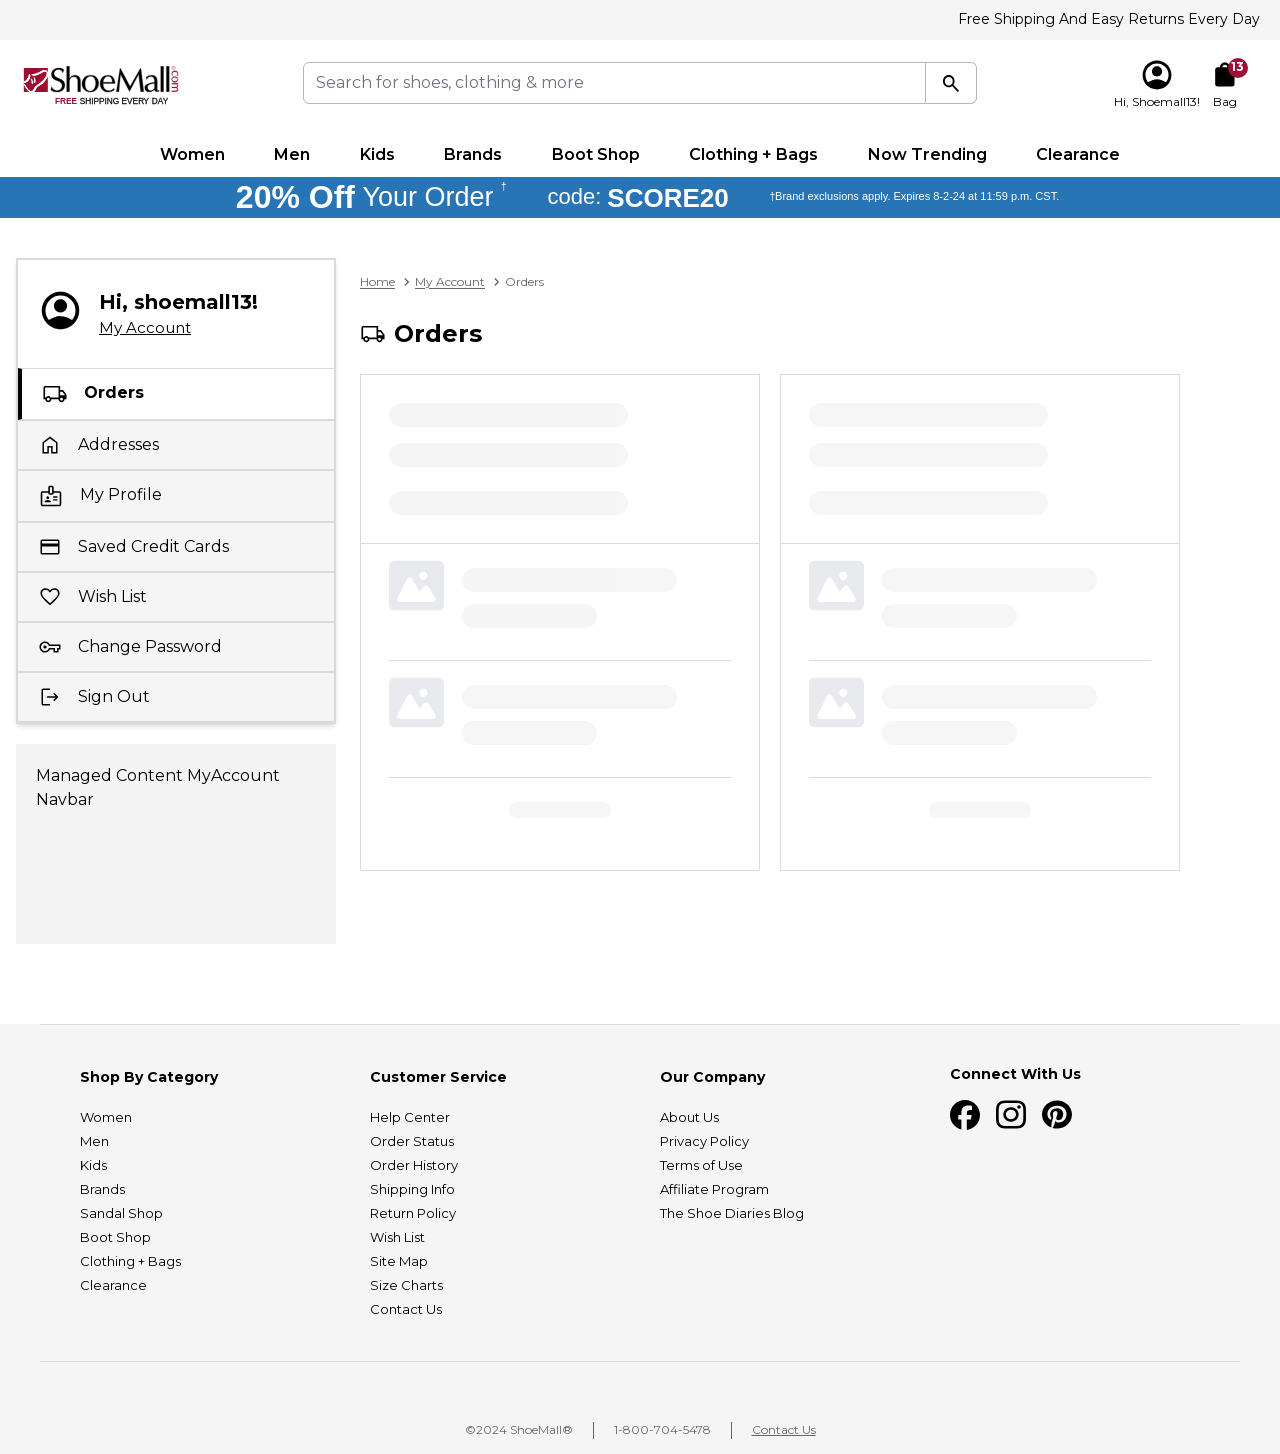 Free Shipping And Easy Returns Every Day
ShoeMall.com
FREE SHIPPING EVERY DAY
Search for shoes, clothing & more
Hi, Shoemall13!
13
Bag
Women Men Kids Brands Boot Shop Clothing + Bags Now Trending Clearance
20% Off Your Order † code: SCORE20 †Brand exclusions apply. Expires 8-2-24 at 11:59 p.m. CST.
Hi, shoemall13!
My Account
Orders
Addresses
My Profile
Saved Credit Cards
Wish List
Change Password
Sign Out
Managed Content MyAccount
Navbar
Home > My Account > Orders
Orders
Shop By Category
Women
Men
Kids
Brands
Sandal Shop
Boot Shop
Clothing + Bags
Clearance
Customer Service
Help Center
Order Status
Order History
Shipping Info
Return Policy
Wish List
Site Map
Size Charts
Contact Us
Our Company
About Us
Privacy Policy
Terms of Use
Affiliate Program
The Shoe Diaries Blog
Connect With Us
©2024 ShoeMall® | 1-800-704-5478 | Contact Us